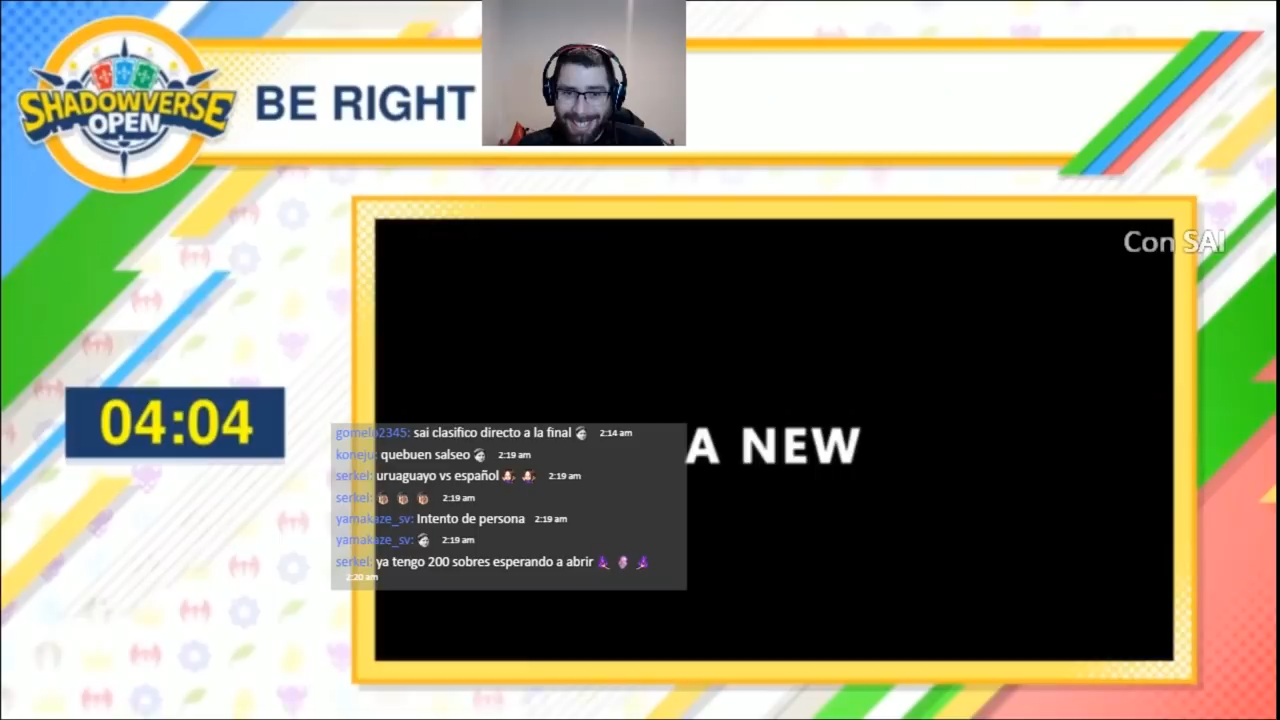 SHADOWVERSE
OPEN
BE RIGHT
Con SAI
04:04
A NEW
gomelo2345: sai clasifico directo a la final 2:14 am
koneju: quebuen salseo 2:19 am
serkel: uruaguayo vs español 2:19 am
serkel: 2:19 am
yamakaze_sv: Intento de persona 2:19 am
yamakaze_sv: 2:19 am
serkel: ya tengo 200 sobres esperando a abrir
2:20 am